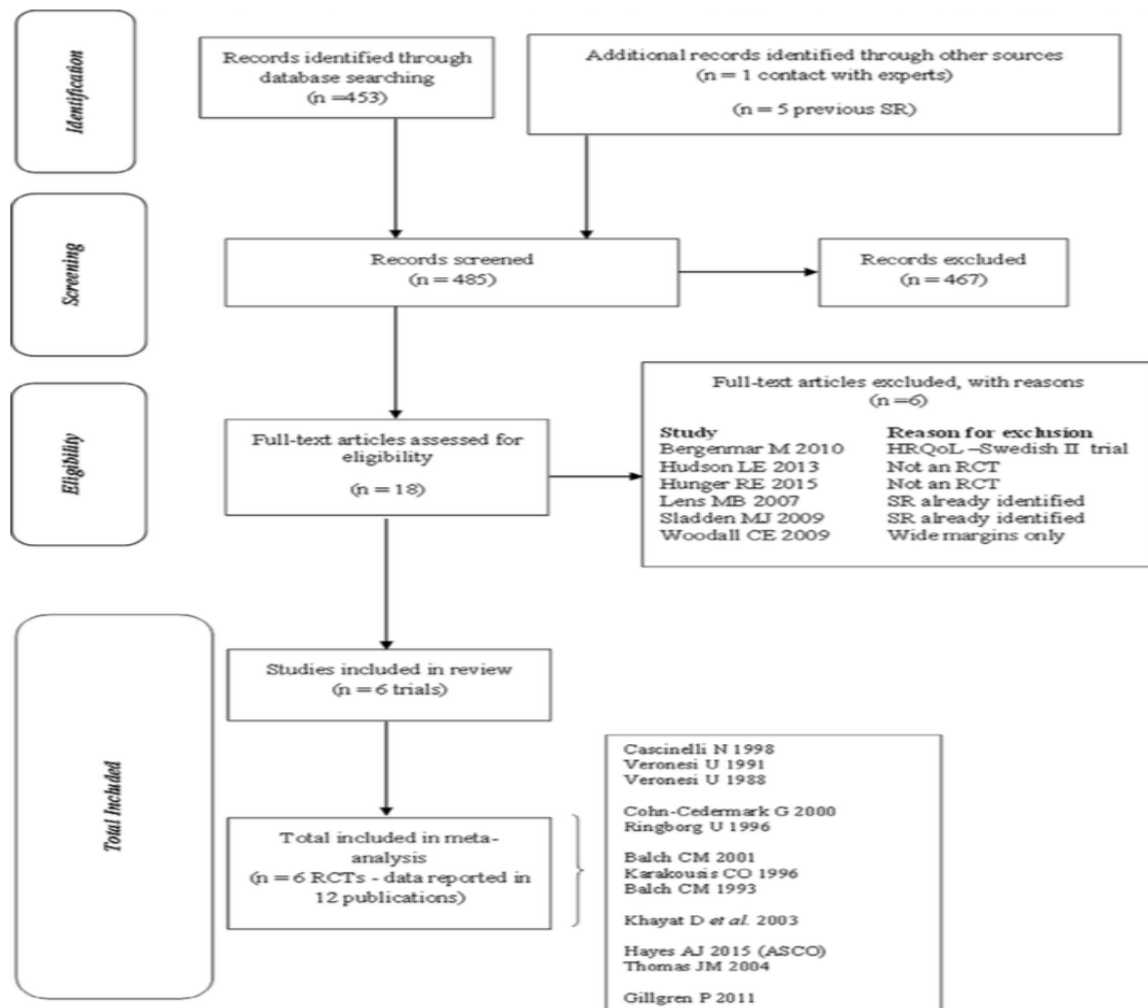 Identification
Records identified through
database searching
(n =453)
Additional records identified through other sources
(n = 1 contact with experts)
(n = 5 previous SR)
Screening
Records screened
(n = 485)
Records excluded
(n = 467)
Eligibility
Full-text articles assessed for
eligibility
(n = 18)
Full-text articles excluded, with reasons
(n =6)
Study Reason for exclusion
Bergenmar M 2010 HRQoL –Swedish II trial
Hudson LE 2013 Not an RCT
Hunger RE 2015 Not an RCT
Lens MB 2007 SR already identified
Sladden MJ 2009 SR already identified
Woodall CE 2009 Wide margins only
Total Included
Studies included in review
(n = 6 trials)
Total included in meta-
analysis
(n = 6 RCTs - data reported in
12 publications)
Cascinelli N 1998
Veronesi U 1991
Veronesi U 1988
Cohn-Cedermark G 2000
Ringborg U 1996
Balch CM 2001
Karakousis CO 1996
Balch CM 1993
Khayat D et al. 2003
Hayes AJ 2015 (ASCO)
Thomas JM 2004
Gillgren P 2011